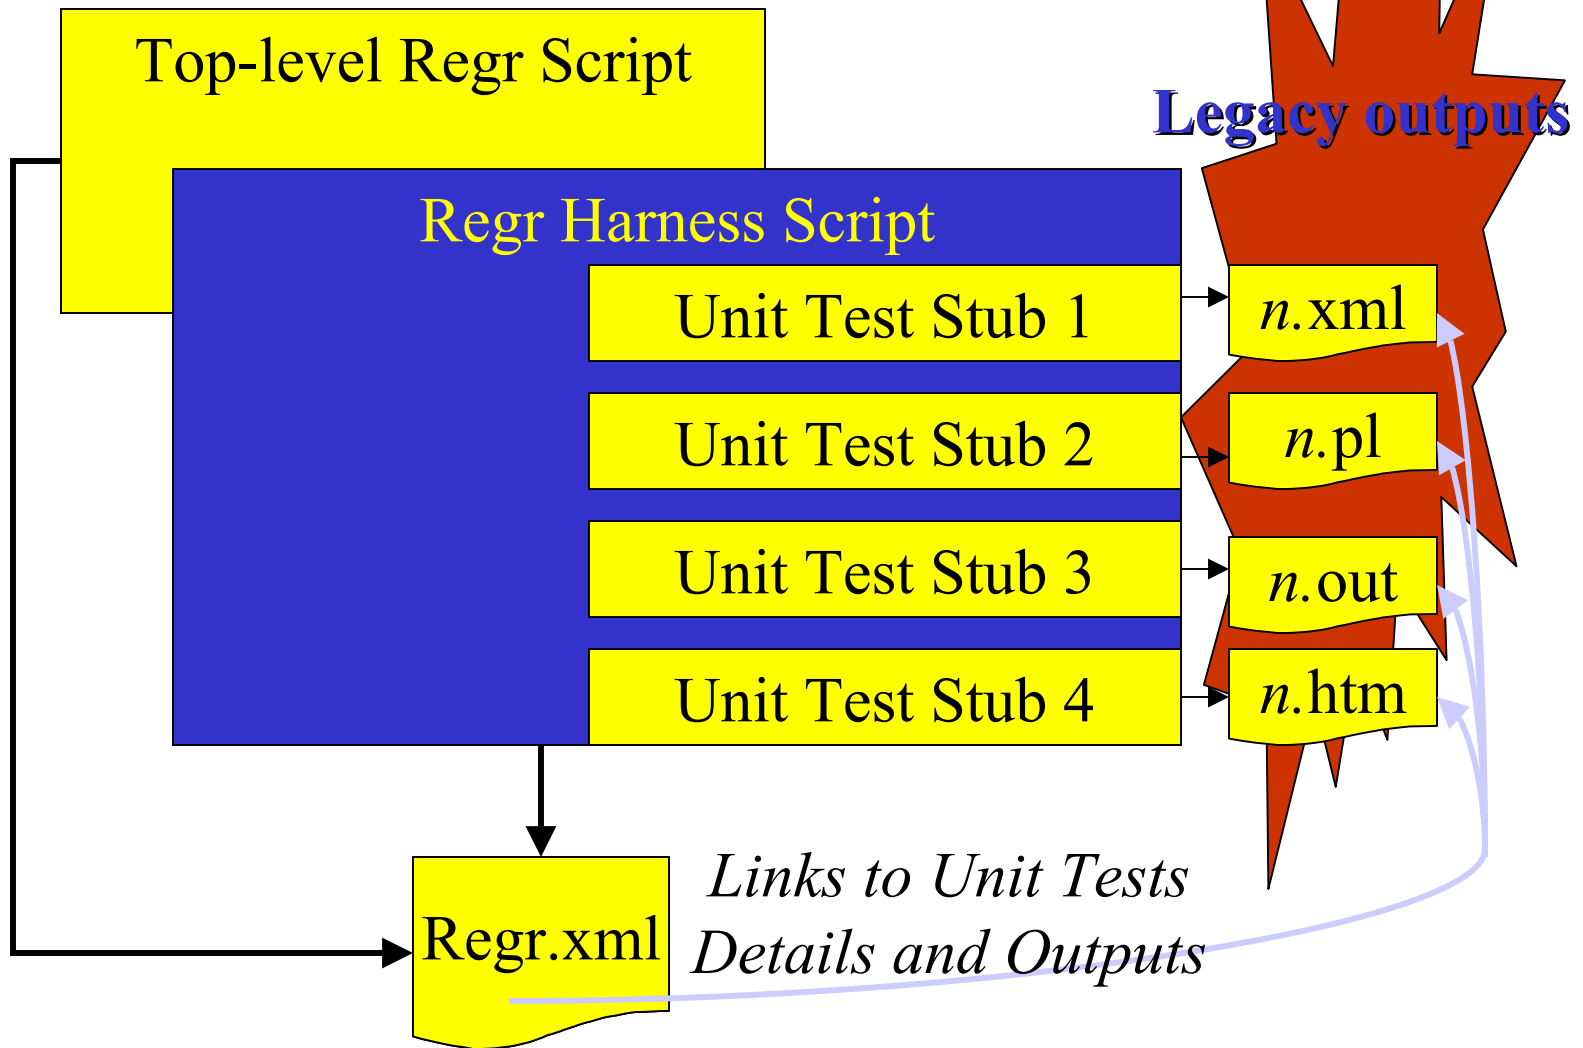 Top-level Regr Script
Legacy outputs
Regr Harness Script
Unit Test Stub 1
n.xml
Unit Test Stub 2
n.pl
Unit Test Stub 3
n.out
Unit Test Stub 4
n.htm
Links to Unit Tests
Details and Outputs
Regr.xml